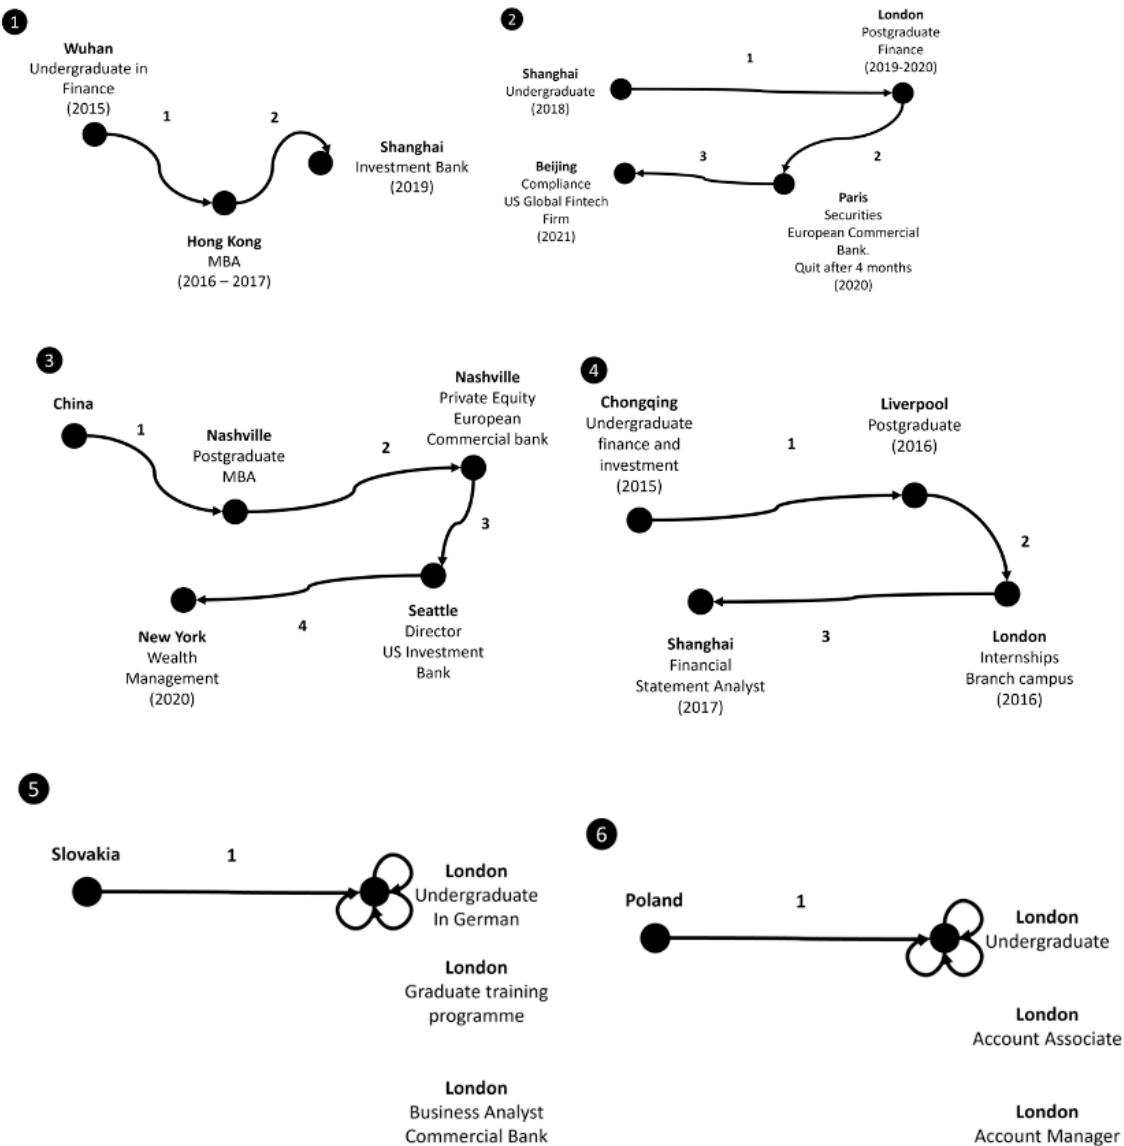 1
Wuhan
Undergraduate in
Finance
(2015)
1
2
Shanghai
Investment Bank
(2019)
Hong Kong
MBA
(2016 – 2017)
2
Shanghai
Undergraduate
(2018)
1
London
Postgraduate
Finance
(2019-2020)
2
3
Beijing
Compliance
US Global Fintech
Firm
(2021)
Paris
Securities
European Commercial
Bank.
Quit after 4 months
(2020)
3
China
1
Nashville
Postgraduate
MBA
2
Nashville
Private Equity
European
Commercial bank
3
Seattle
Director
US Investment
Bank
4
New York
Wealth
Management
(2020)
4
Chongqing
Undergraduate
finance and
investment
(2015)
1
Liverpool
Postgraduate
(2016)
2
London
Internships
Branch campus
(2016)
3
Shanghai
Financial
Statement Analyst
(2017)
5
Slovakia
1
London
Undergraduate
In German
London
Graduate training
programme
London
Business Analyst
Commercial Bank
6
Poland
1
London
Undergraduate
London
Account Associate
London
Account Manager